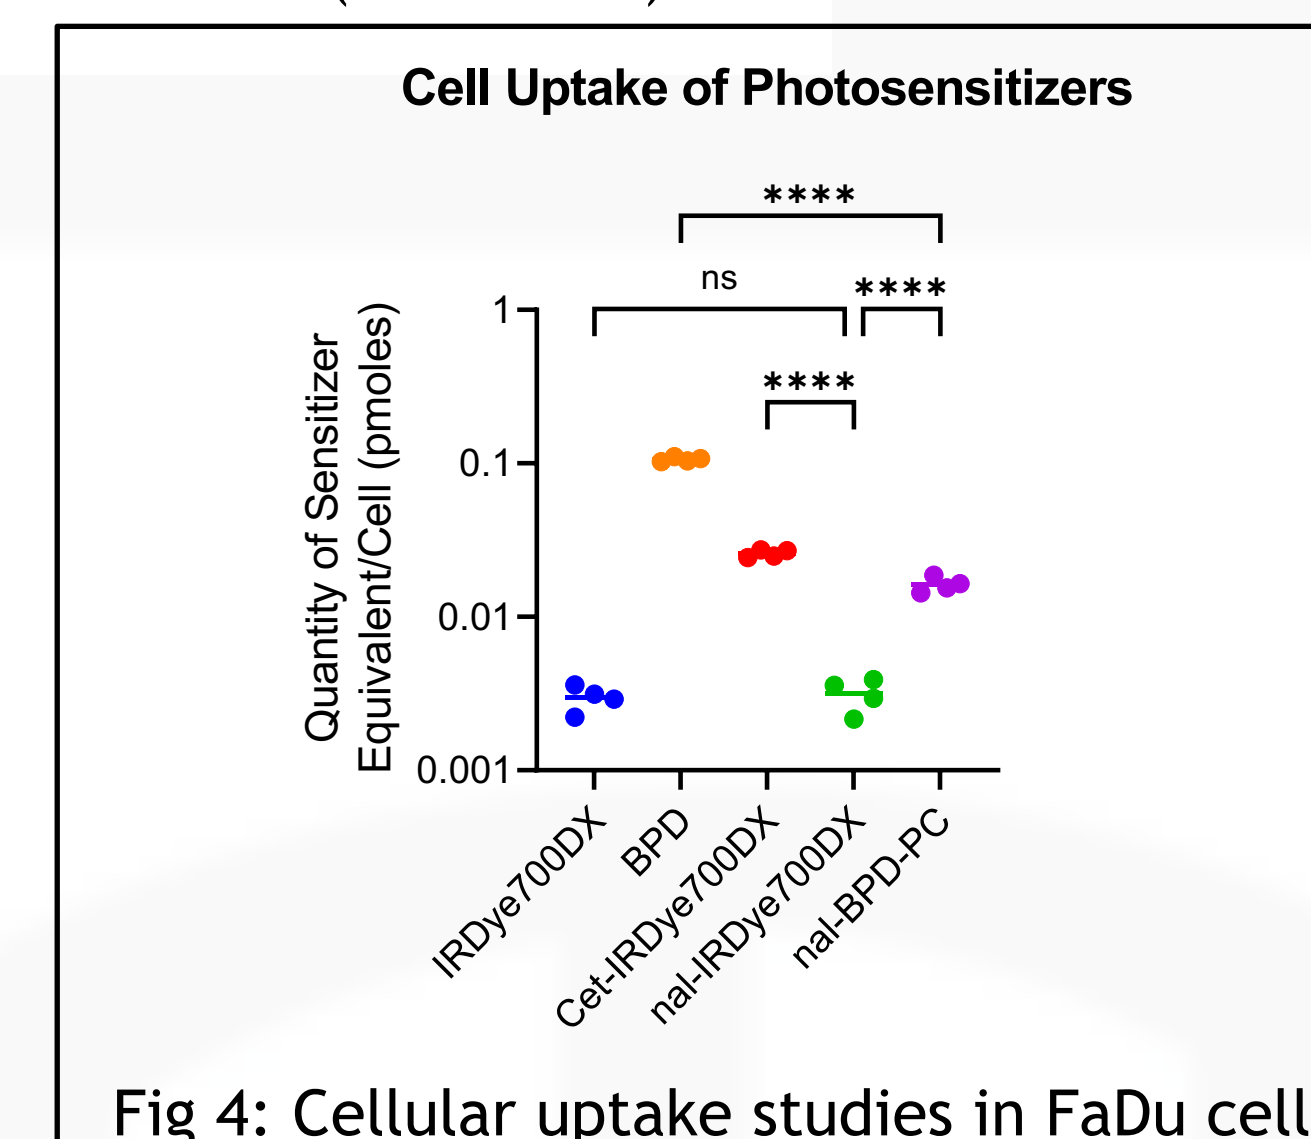 Cell Uptake of Photosensitizers
****
ns
****
****
Quantity of Sensitizer
Equivalent/Cell (pmoles)
1
0.1
0.01
0.001
IRDye700DX
BPD
Cet-IRDye700DX
nal-IRDye700DX
nal-BPD-PC
Fig 4: Cellular uptake studies in FaDu cell